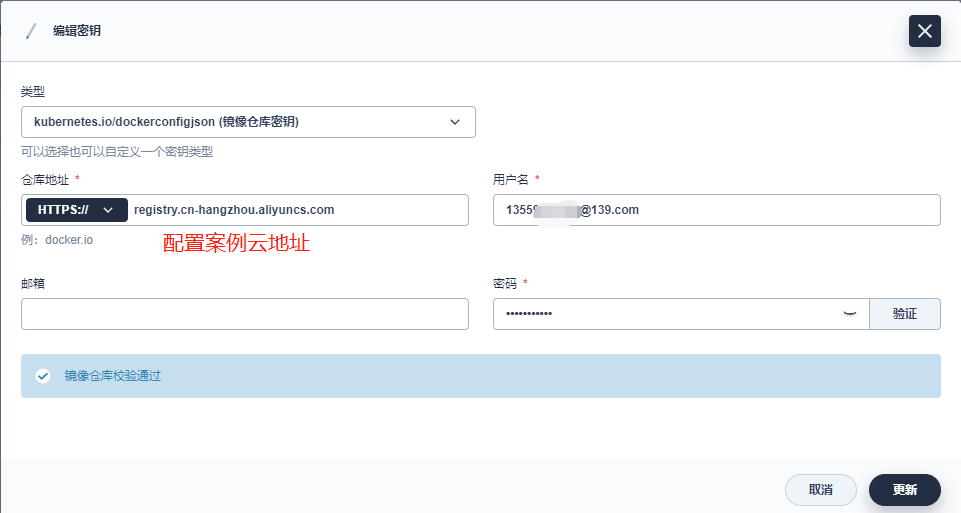 编辑密钥
类型
kubernetes.io/dockerconfigjson (镜像仓库密钥)
可以选择也可以自定义一个密钥类型
仓库地址 *
用户名 *
HTTPS:// registry.cn-hangzhou.aliyuncs.com
1355 @139.com
例：docker.io
配置案例云地址
邮箱
密码 *
•••••••••••
验证
镜像仓库校验通过
取消
更新